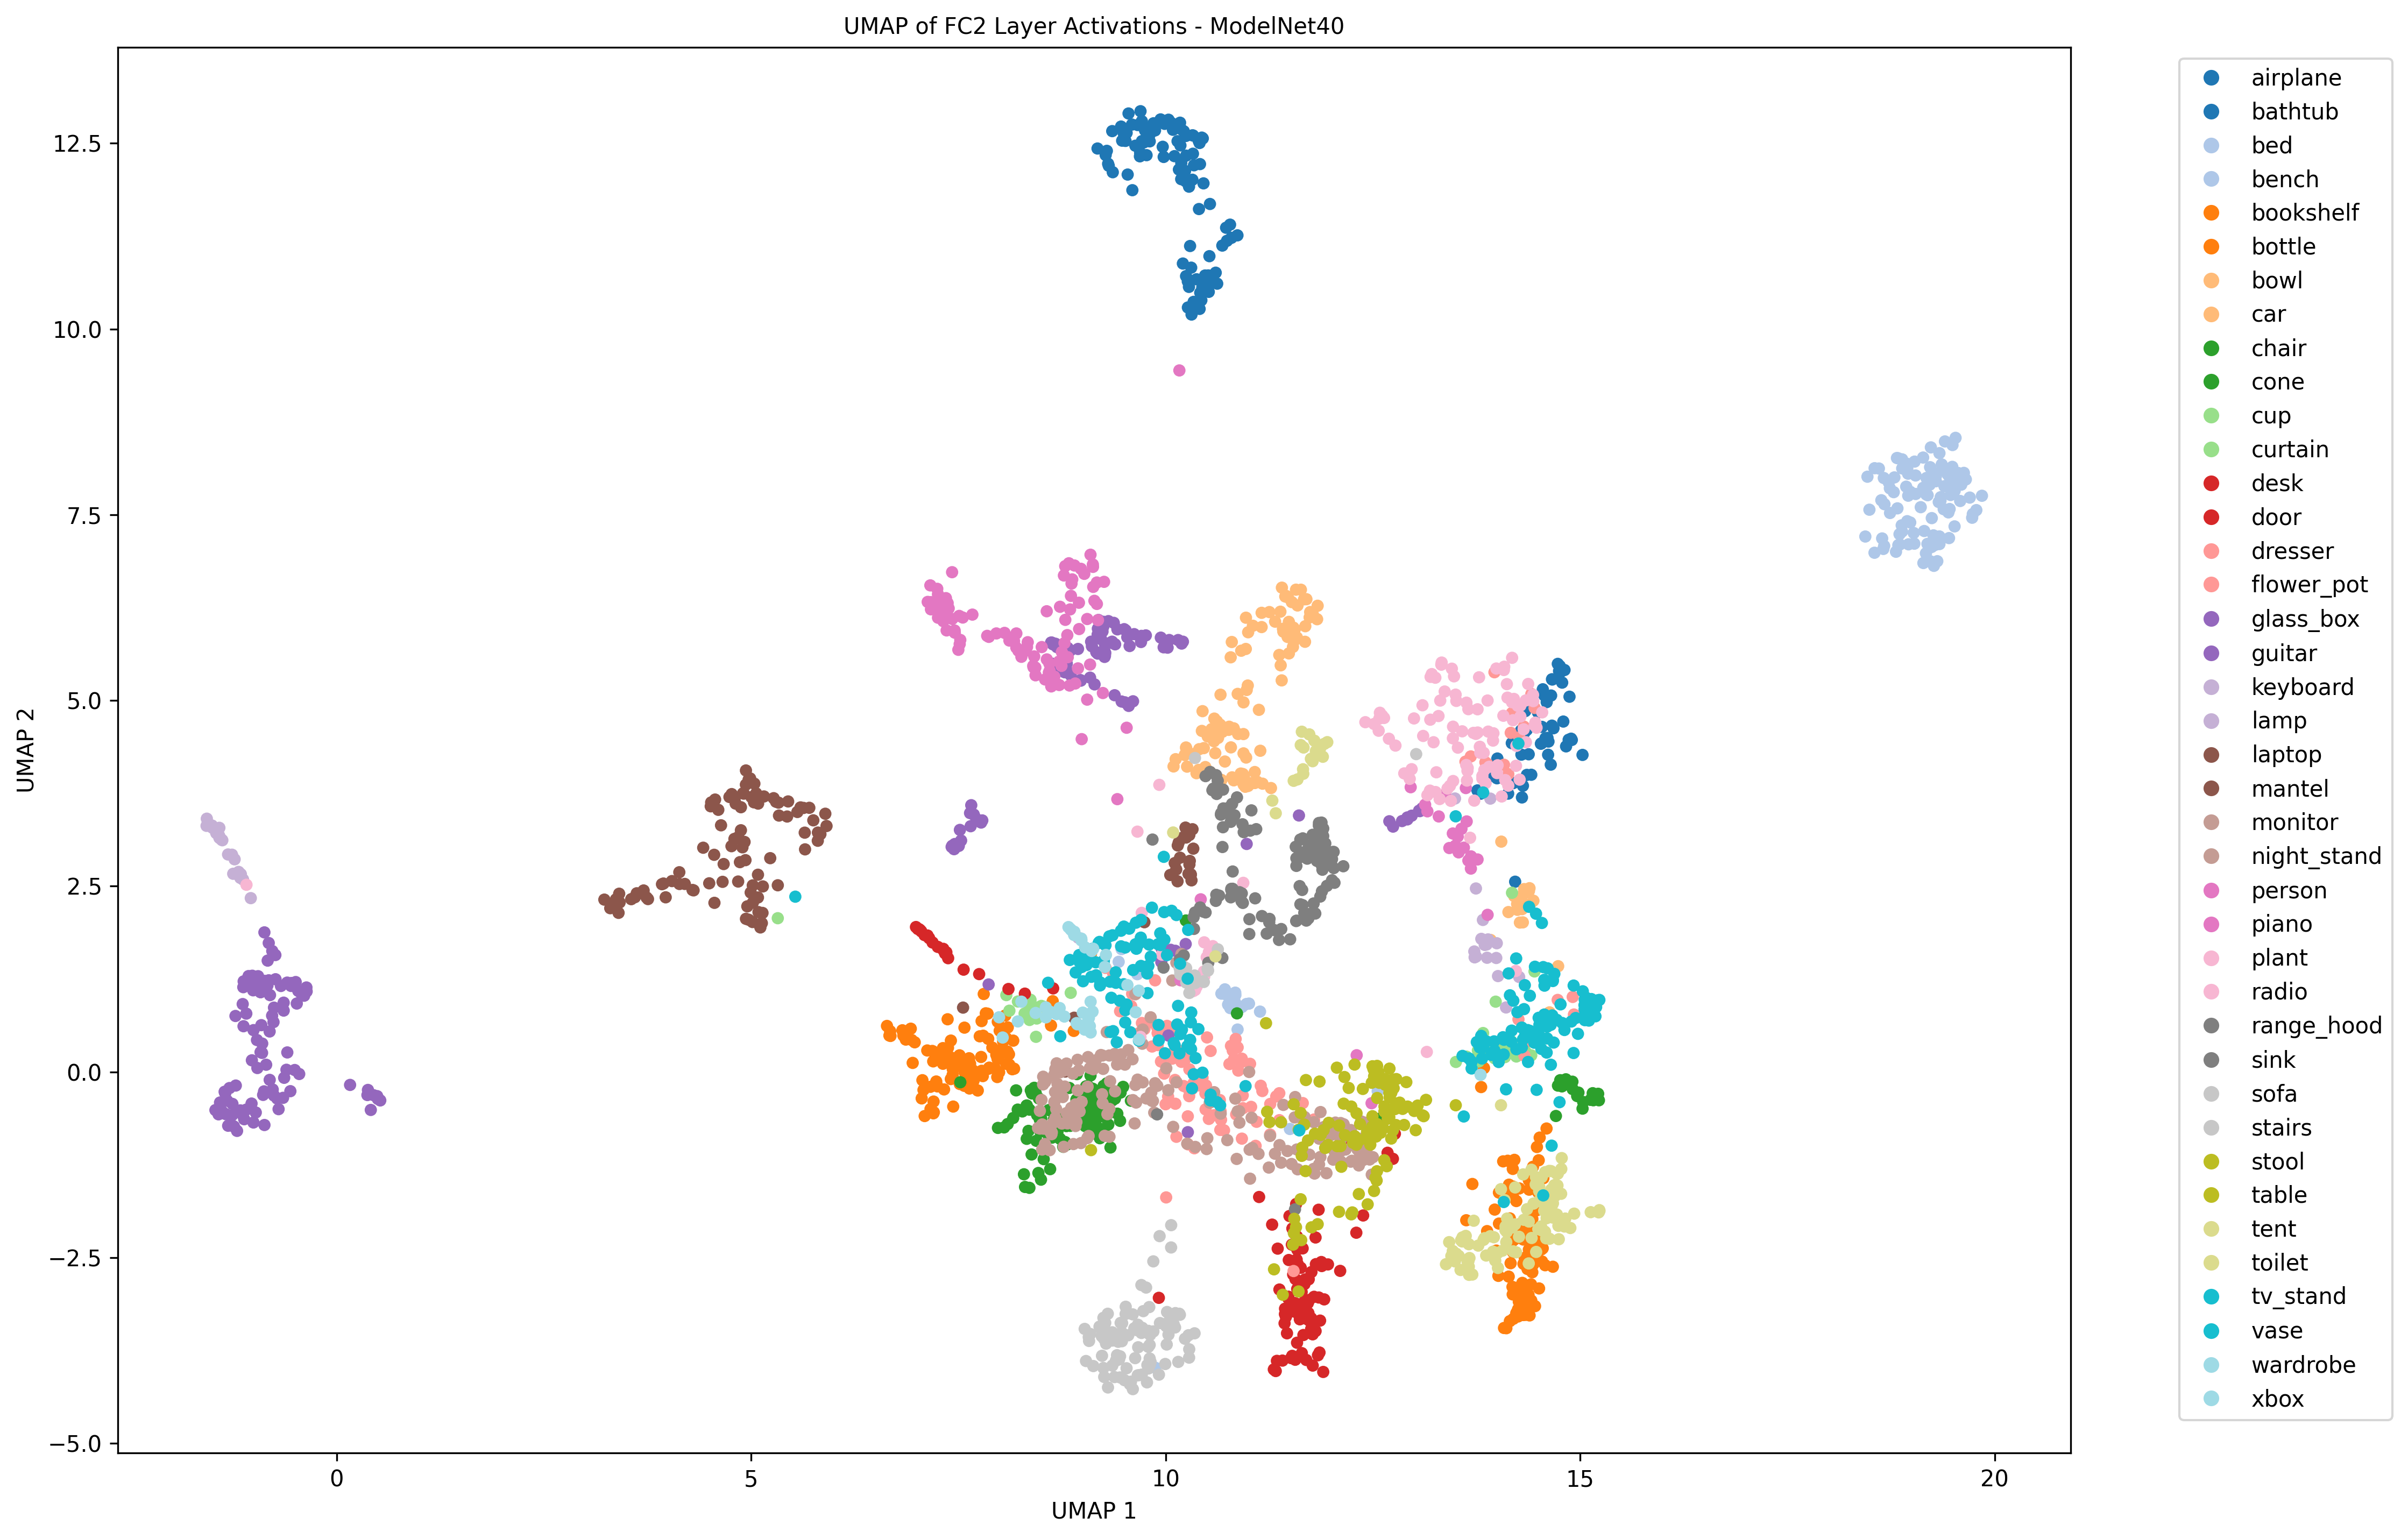 UMAP of FC2 Layer Activations - ModelNet40
12.5
10.0
7.5
5.0
2.5
0.0
−2.5
−5.0
UMAP 2
0
5
10
15
20
UMAP 1
airplane
bathtub
bed
bench
bookshelf
bottle
bowl
car
chair
cone
cup
curtain
desk
door
dresser
flower_pot
glass_box
guitar
keyboard
lamp
laptop
mantel
monitor
night_stand
person
piano
plant
radio
range_hood
sink
sofa
stairs
stool
table
tent
toilet
tv_stand
vase
wardrobe
xbox